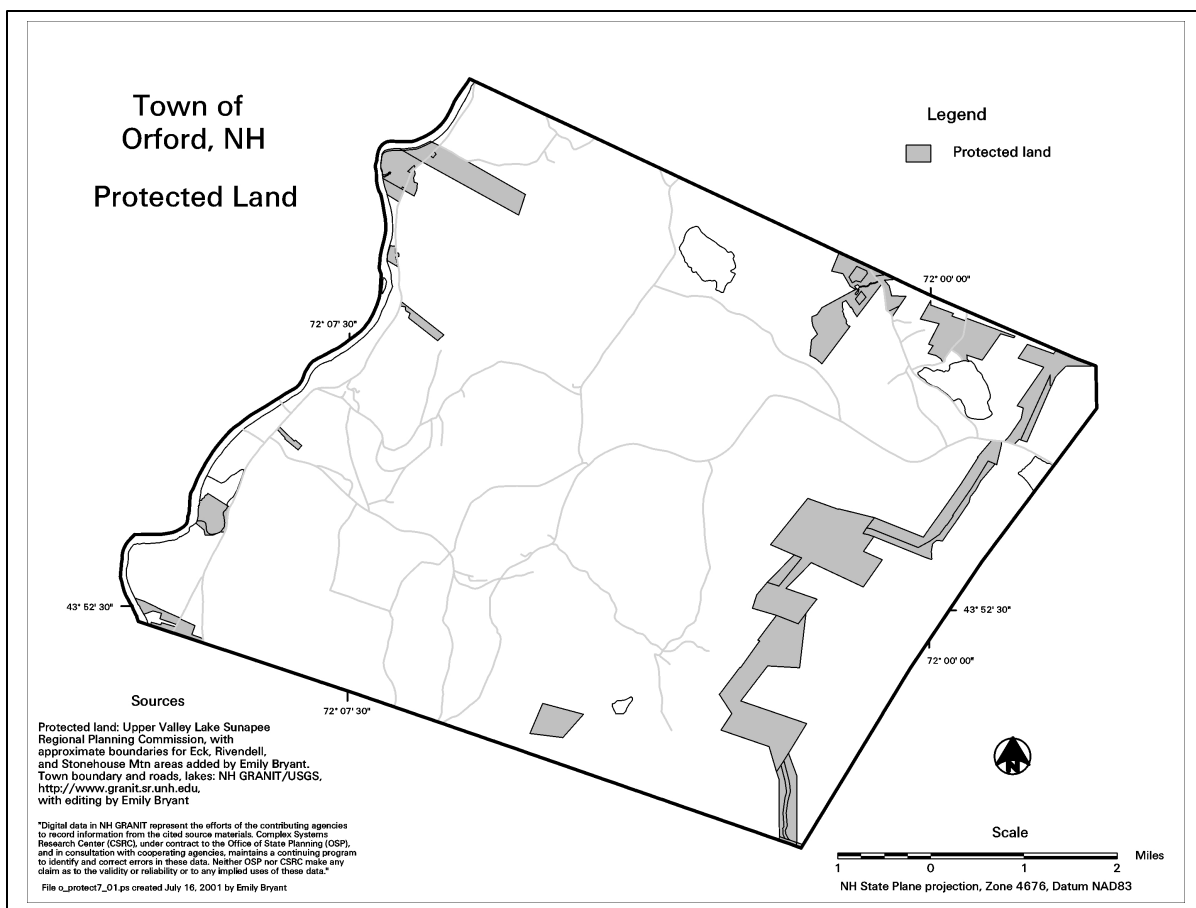 Town of
Orford, NH
Protected Land
Legend
Protected land
72° 00' 00"
72° 07' 30"
43° 52' 30"
43° 52' 30"
72° 00' 00"
72° 07' 30"
Sources
Protected land: Upper Valley Lake Sunapee
Regional Planning Commission, with
approximate boundaries for Eck, Rivendell,
and Stonehouse Mtn areas added by Emily Bryant.
Town boundary and roads, lakes: NH GRANIT/USGS,
http://www.granit.sr.unh.edu,
with editing by Emily Bryant
"Digital data in NH GRANIT represent the efforts of the contributing agencies
to record information from the cited source materials. Complex Systems
Research Center (CSRC), under contract to the Office of State Planning (OSP),
and in consultation with cooperating agencies, maintains a continuing program
to identify and correct errors in these data. Neither OSP nor CSRC make any
claim as to the validity or reliability or to any implied uses of these data."
File o_protect7_01.ps created July 16, 2001 by Emily Bryant
N
Scale
1 0 1 2 Miles
NH State Plane projection, Zone 4676, Datum NAD83